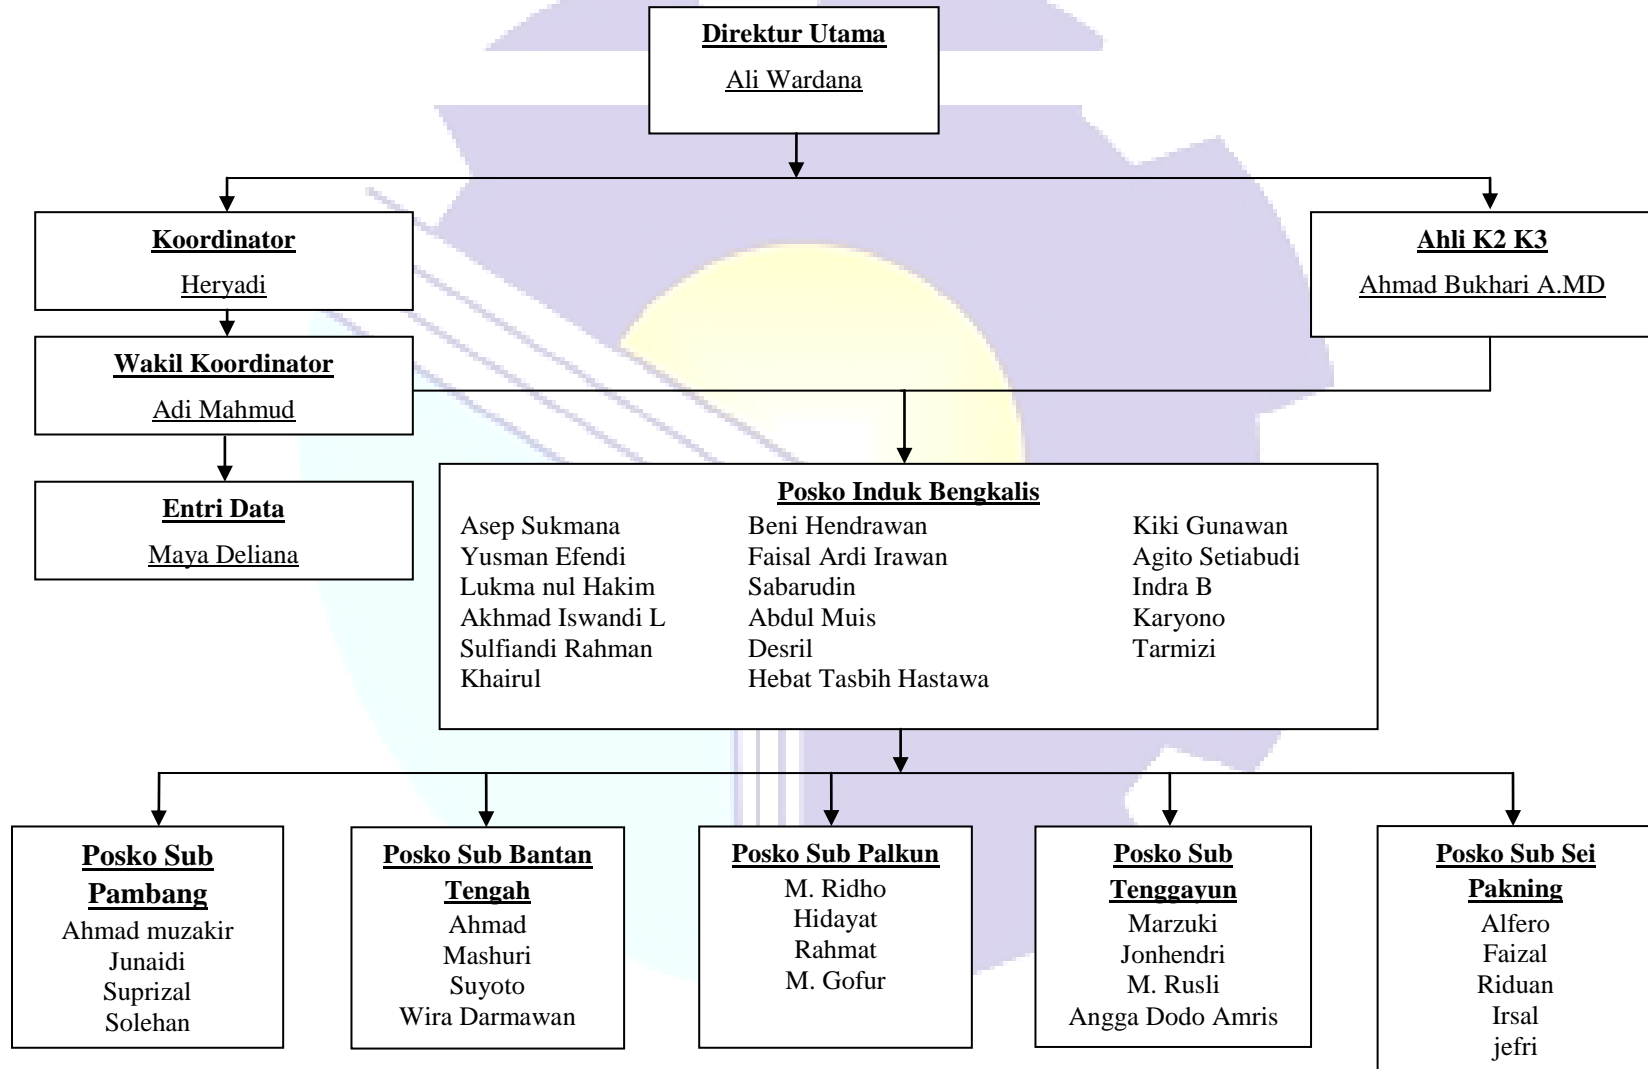 Direktur Utama
Ali Wardana
Koordinator
Heryadi
Ahli K2 K3
Ahmad Bukhari A.MD
Wakil Koordinator
Adi Mahmud
Entri Data
Maya Deliana
Posko Induk Bengkalis
Asep Sukmana
Yusman Efendi
Lukma nul Hakim
Akhmad Iswandi L
Sulfiandi Rahman
Khairul
Beni Hendrawan
Faisal Ardi Irawan
Sabarudin
Abdul Muis
Desril
Hebat Tasbih Hastawa
Kiki Gunawan
Agito Setiabudi
Indra B
Karyono
Tarmizi
Posko Sub
Pambang
Ahmad muzakir
Junaidi
Suprizal
Solehan
Posko Sub Bantan
Tengah
Ahmad
Mashuri
Suyoto
Wira Darmawan
Posko Sub Palkun
M. Ridho
Hidayat
Rahmat
M. Gofur
Posko Sub
Tenggayun
Marzuki
Jonhendri
M. Rusli
Angga Dodo Amris
Posko Sub Sei
Pakning
Alfero
Faizal
Riduan
Irsal
jefri